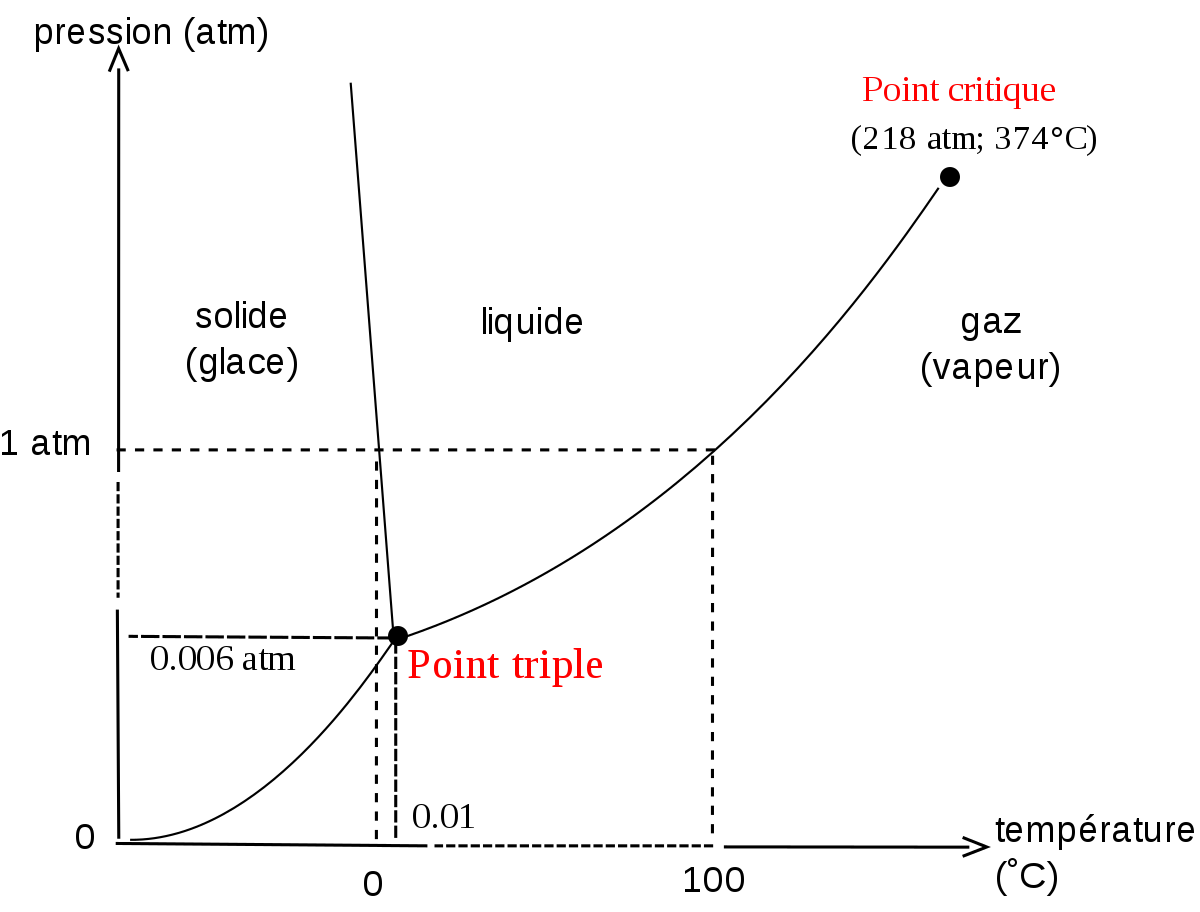 pression (atm)
Point critique
(218 atm; 374°C)
solide
(glace)
liquide
gaz
(vapeur)
1 atm
0.006 atm
Point triple
0.01
0
température
(°C)
0
100